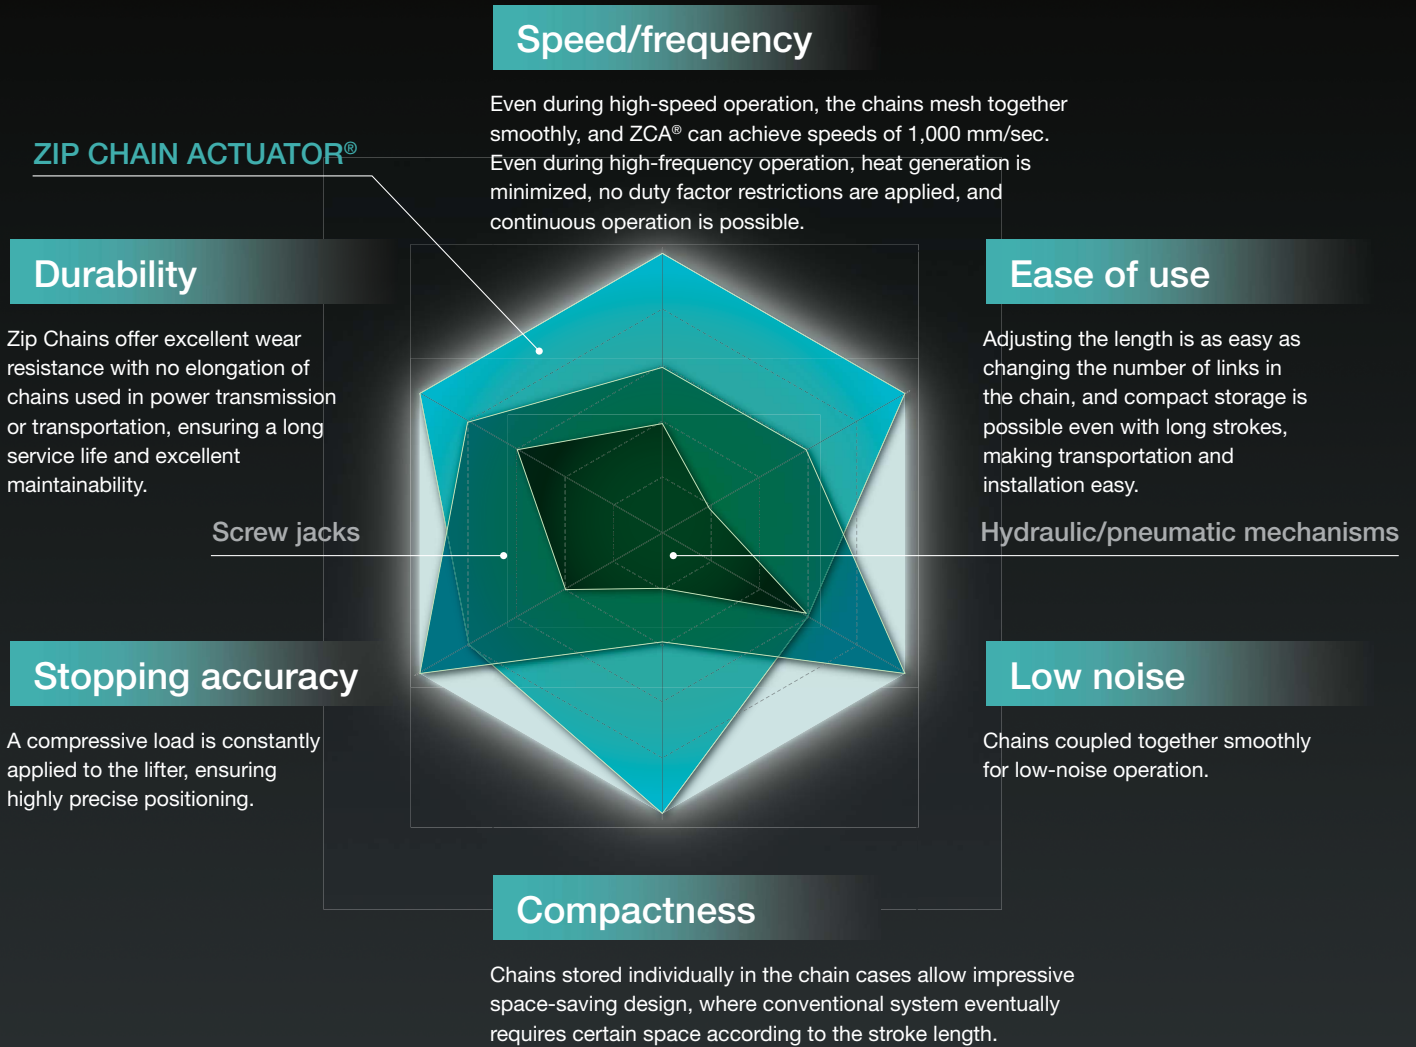 Speed/frequency
Even during high-speed operation, the chains mesh together
smoothly, and ZCA® can achieve speeds of 1,000 mm/sec.
Even during high-frequency operation, heat generation is
minimized, no duty factor restrictions are applied, and
continuous operation is possible.
ZIP CHAIN ACTUATOR®
Durability
Zip Chains offer excellent wear
resistance with no elongation of
chains used in power transmission
or transportation, ensuring a long
service life and excellent
maintainability.
Ease of use
Adjusting the length is as easy as
changing the number of links in
the chain, and compact storage is
possible even with long strokes,
making transportation and
installation easy.
Screw jacks
Hydraulic/pneumatic mechanisms
Stopping accuracy
A compressive load is constantly
applied to the lifter, ensuring
highly precise positioning.
Low noise
Chains coupled together smoothly
for low-noise operation.
Compactness
Chains stored individually in the chain cases allow impressive
space-saving design, where conventional system eventually
requires certain space according to the stroke length.